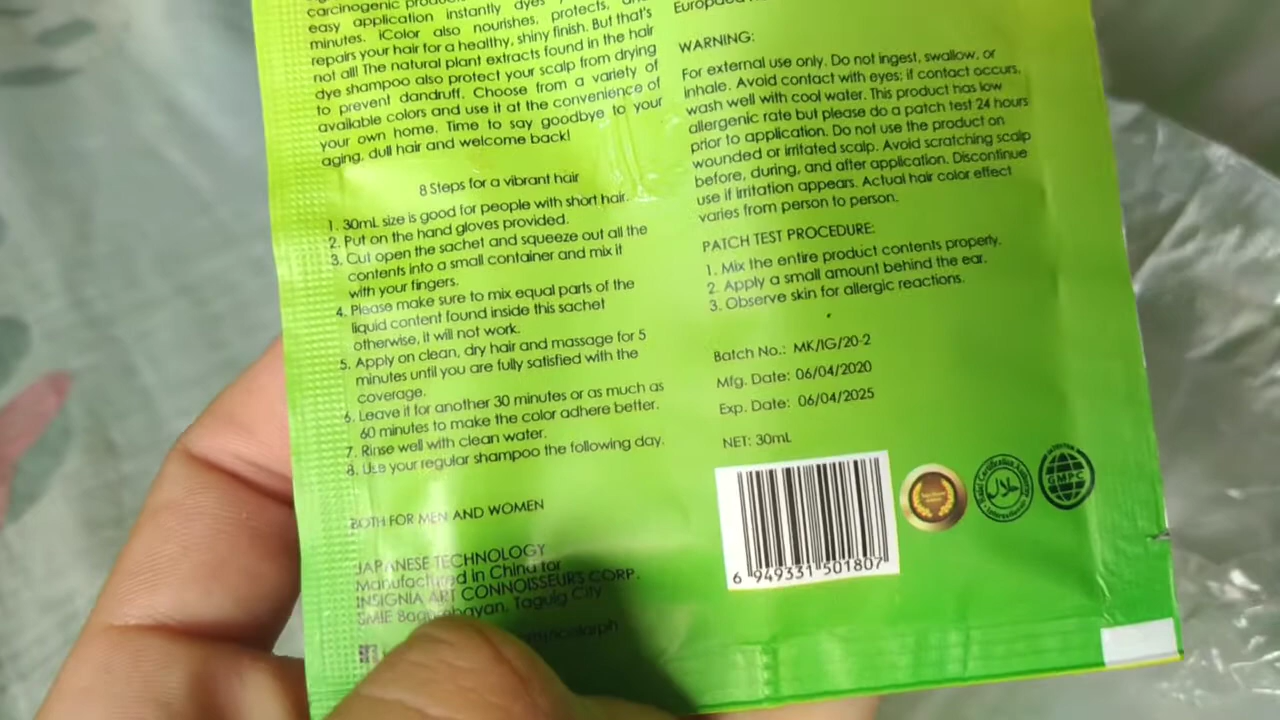 carcinogenic
easy application instantly dyes
minutes. iColor also nourishes, protects, and
repairs your hair for a healthy, shiny finish. But that's
not all! The natural plant extracts found in the hair
dye shampoo also protect your scalp from drying
to prevent dandruff. Choose from a variety of
available colors and use it at the convenience of
your own home. Time to say goodbye to your
aging, dull hair and welcome back!
8 Steps for a vibrant hair
1. 30mL size is good for people with short hair.
2. Put on the hand gloves provided.
3. Cut open the sachet and squeeze out all the
contents into a small container and mix it
with your fingers.
4. Please make sure to mix equal parts of the
liquid content found inside this sachet
otherwise, it will not work.
5. Apply on clean, dry hair and massage for 5
minutes until you are fully satisfied with the
coverage.
6. Leave it for another 30 minutes or as much as
60 minutes to make the color adhere better.
7. Rinse well with clean water.
8. Use your regular shampoo the following day.
BOTH FOR MEN AND WOMEN
JAPANESE TECHNOLOGY
Manufactured in China for
INSIGNIA ART CONNOISSEURS CORP.
Taguig City
WARNING:
For external use only. Do not ingest, swallow, or
inhale. Avoid contact with eyes; if contact occurs,
wash well with cool water. This product has low
allergenic rate but please do a patch test 24 hours
prior to application. Do not use the product on
wounded or irritated scalp. Avoid scratching scalp
before, during, and after application. Discontinue
use if irritation appears. Actual hair color effect
varies from person to person.
PATCH TEST PROCEDURE:
1. Mix the entire product contents properly.
2. Apply a small amount behind the ear.
3. Observe skin for allergic reactions.
Batch No.: MK/IG/20-2
Mfg. Date: 06/04/2020
Exp. Date: 06/04/2025
NET: 30mL
6 949331 501807
حلال
GMPC